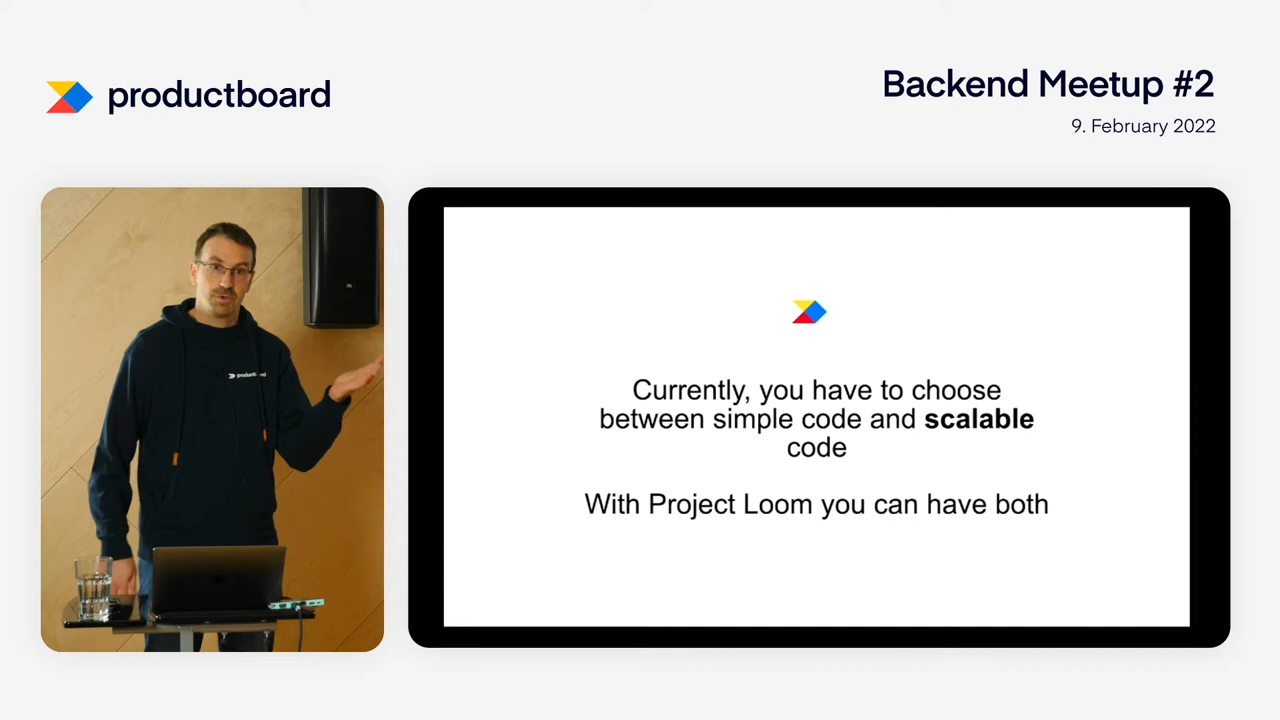 productboard
Backend Meetup #2
9. February 2022
productboard
Currently, you have to choose
between simple code and scalable
code
With Project Loom you can have both